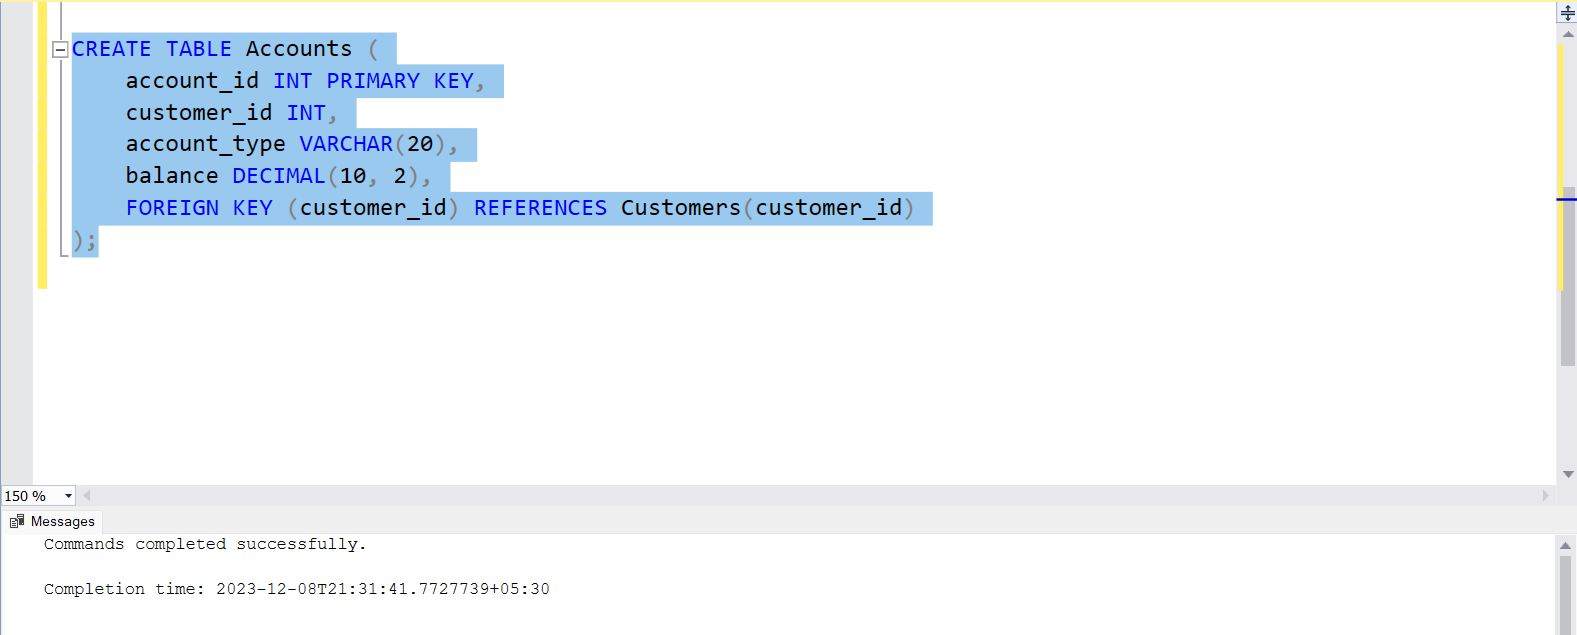 CREATE TABLE Accounts (
    account_id INT PRIMARY KEY,
    customer_id INT,
    account_type VARCHAR(20),
    balance DECIMAL(10, 2),
    FOREIGN KEY (customer_id) REFERENCES Customers(customer_id)
);
150 %
Messages
Commands completed successfully.
Completion time: 2023-12-08T21:31:41.7727739+05:30